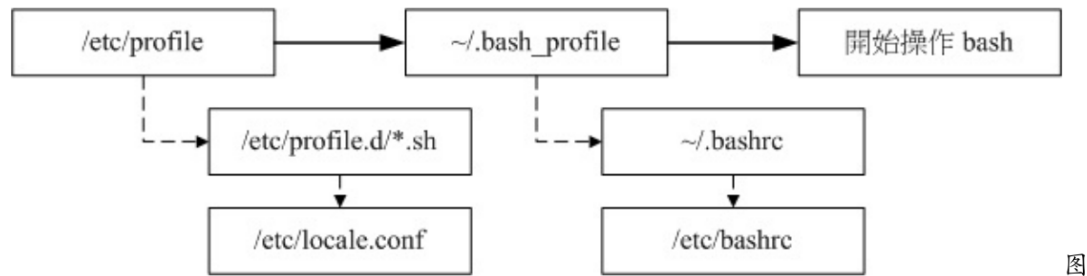 /etc/profile
~/.bash_profile
開始操作 bash
/etc/profile.d/*.sh
~/.bashrc
/etc/locale.conf
/etc/bashrc
图